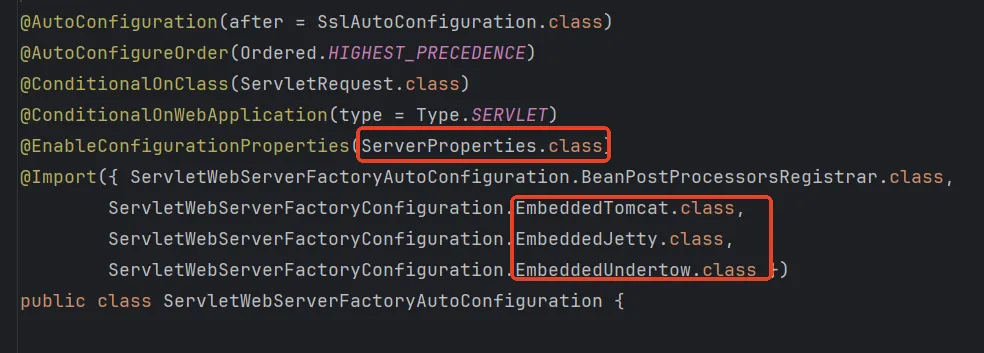 @AutoConfiguration(after = SslAutoConfiguration.class)
@AutoConfigureOrder(Ordered.HIGHEST_PRECEDENCE)
@ConditionalOnClass(ServletRequest.class)
@ConditionalOnWebApplication(type = Type.SERVLET)
@EnableConfigurationProperties(ServerProperties.class)
@Import({ ServletWebServerFactoryAutoConfiguration.BeanPostProcessorsRegistrar.class,
ServletWebServerFactoryConfiguration.EmbeddedTomcat.class,
ServletWebServerFactoryConfiguration.EmbeddedJetty.class,
ServletWebServerFactoryConfiguration.EmbeddedUndertow.class })
public class ServletWebServerFactoryAutoConfiguration {